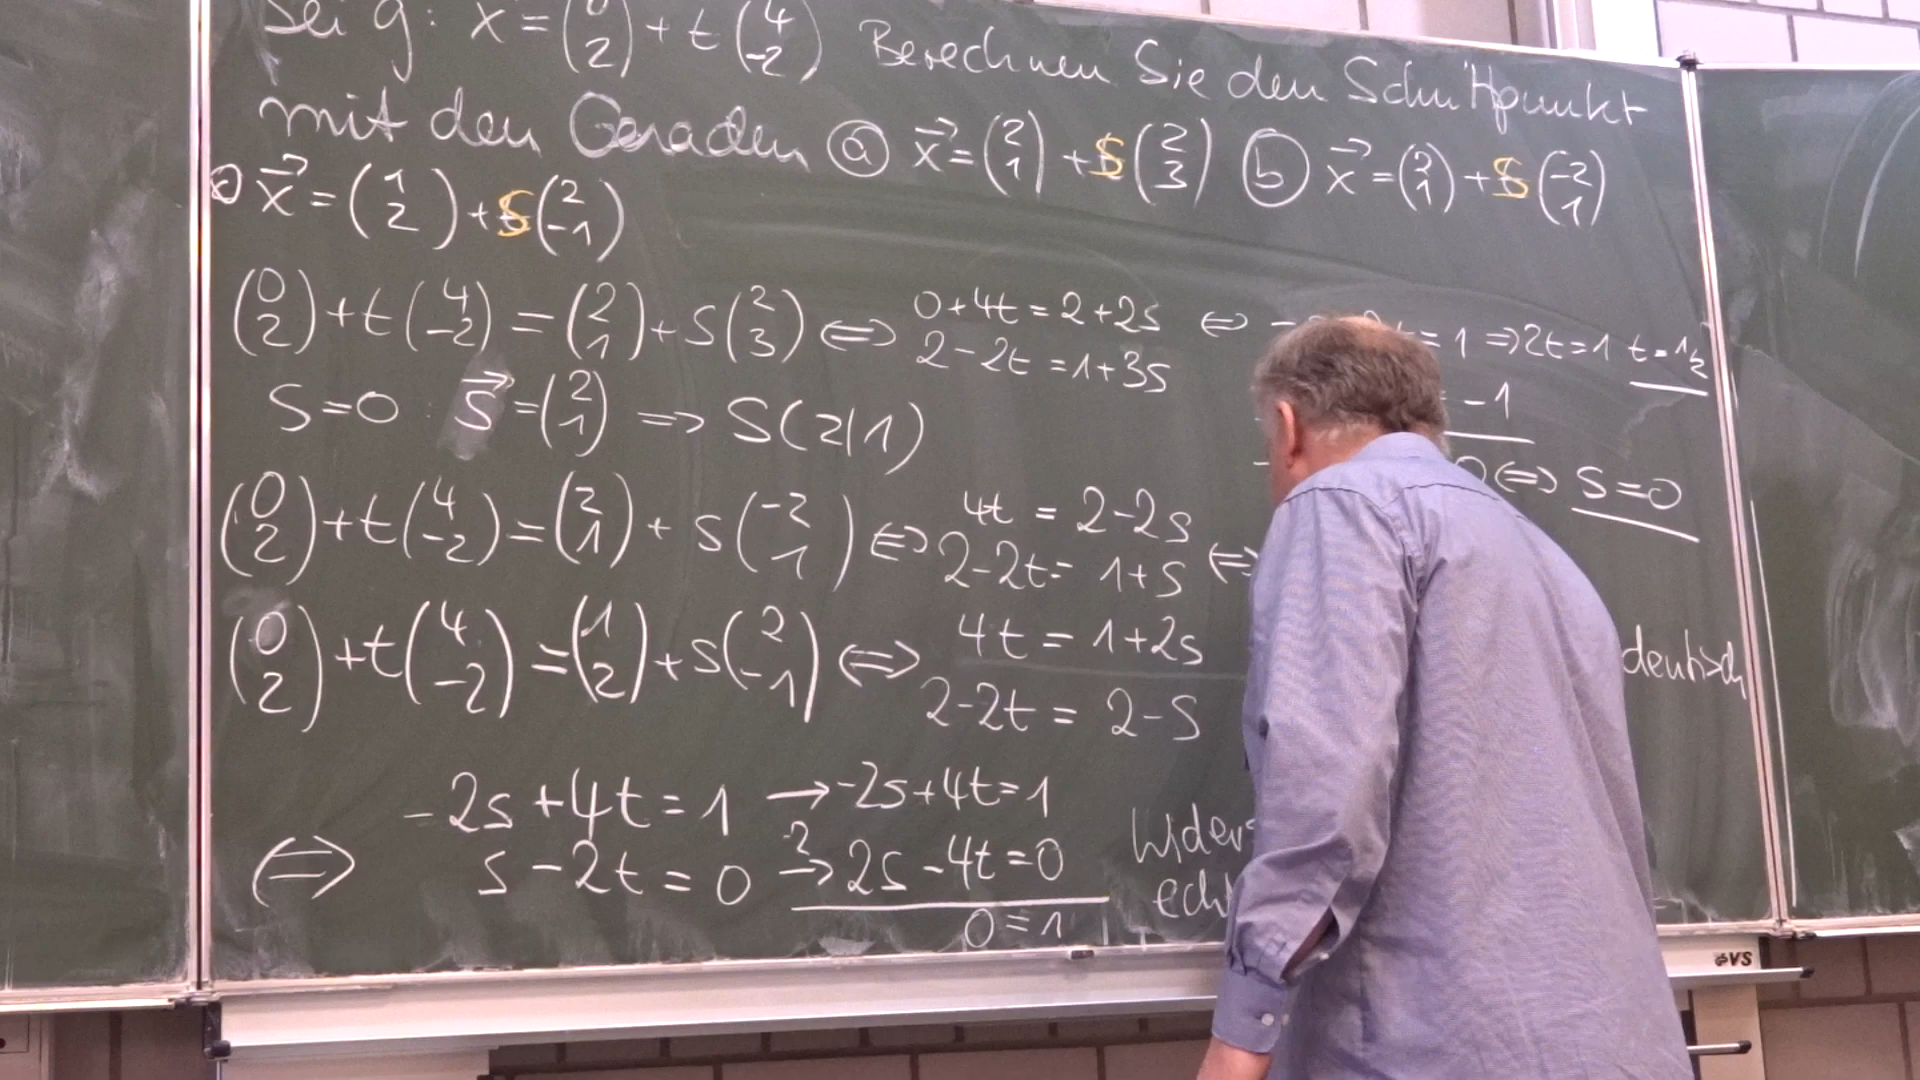 Sei g: x = (0 2) + t (4 -2) Berechnen Sie den Schnittpunkt
mit den Geraden ⓐ x⃗ = (2 1) + s (2 3) ⓑ x⃗ = (2 1) + s (-2 1)
x⃗ = (1 2) + s (2 -1)
(0 2) + t (4 -2) = (2 1) + s (2 3) ⇔ 0+4t = 2+2s ⇔ = 1 ⇒ 2t = 1 t = 1/2
2-2t = 1+3s -1
s = 0 : s⃗ = (2 1) ⇒ S(2|1) 0 ⇔ s = 0
(0 2) + t (4 -2) = (2 1) + s (-2 1) ⇔ 4t = 2-2s
2-2t = 1+s ⇔
(0 2) + t (4 -2) = (1 2) + s (2 -1) ⇔ 4t = 1+2s deutisch
2-2t = 2-s
-2s + 4t = 1 → -2s+4t = 1
⇔ s - 2t = 0 ·2 → 2s - 4t = 0
0 = 1
VS